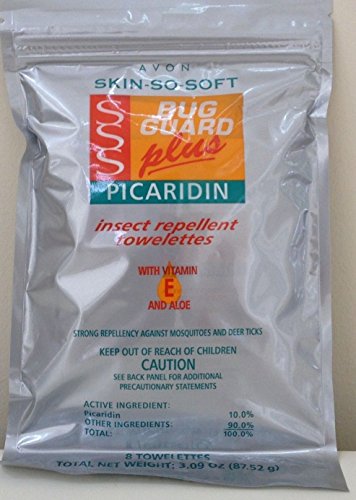 AVON
SKIN-SO-SOFT
BUG
GUARD
plus
PICARIDIN
insect repellent
towelettes
WITH VITAMIN
E
AND ALOE
STRONG REPELLENCY AGAINST MOSQUITOES AND DEER TICKS
KEEP OUT OF REACH OF CHILDREN
CAUTION
SEE BACK PANEL FOR ADDITIONAL
PRECAUTIONARY STATEMENTS
ACTIVE INGREDIENT:
Picaridin 10.0%
OTHER INGREDIENTS: 90.0%
TOTAL: 100.0%
8 TOWELETTES
TOTAL NET WEIGHT: 3.09 OZ (87.52 g)